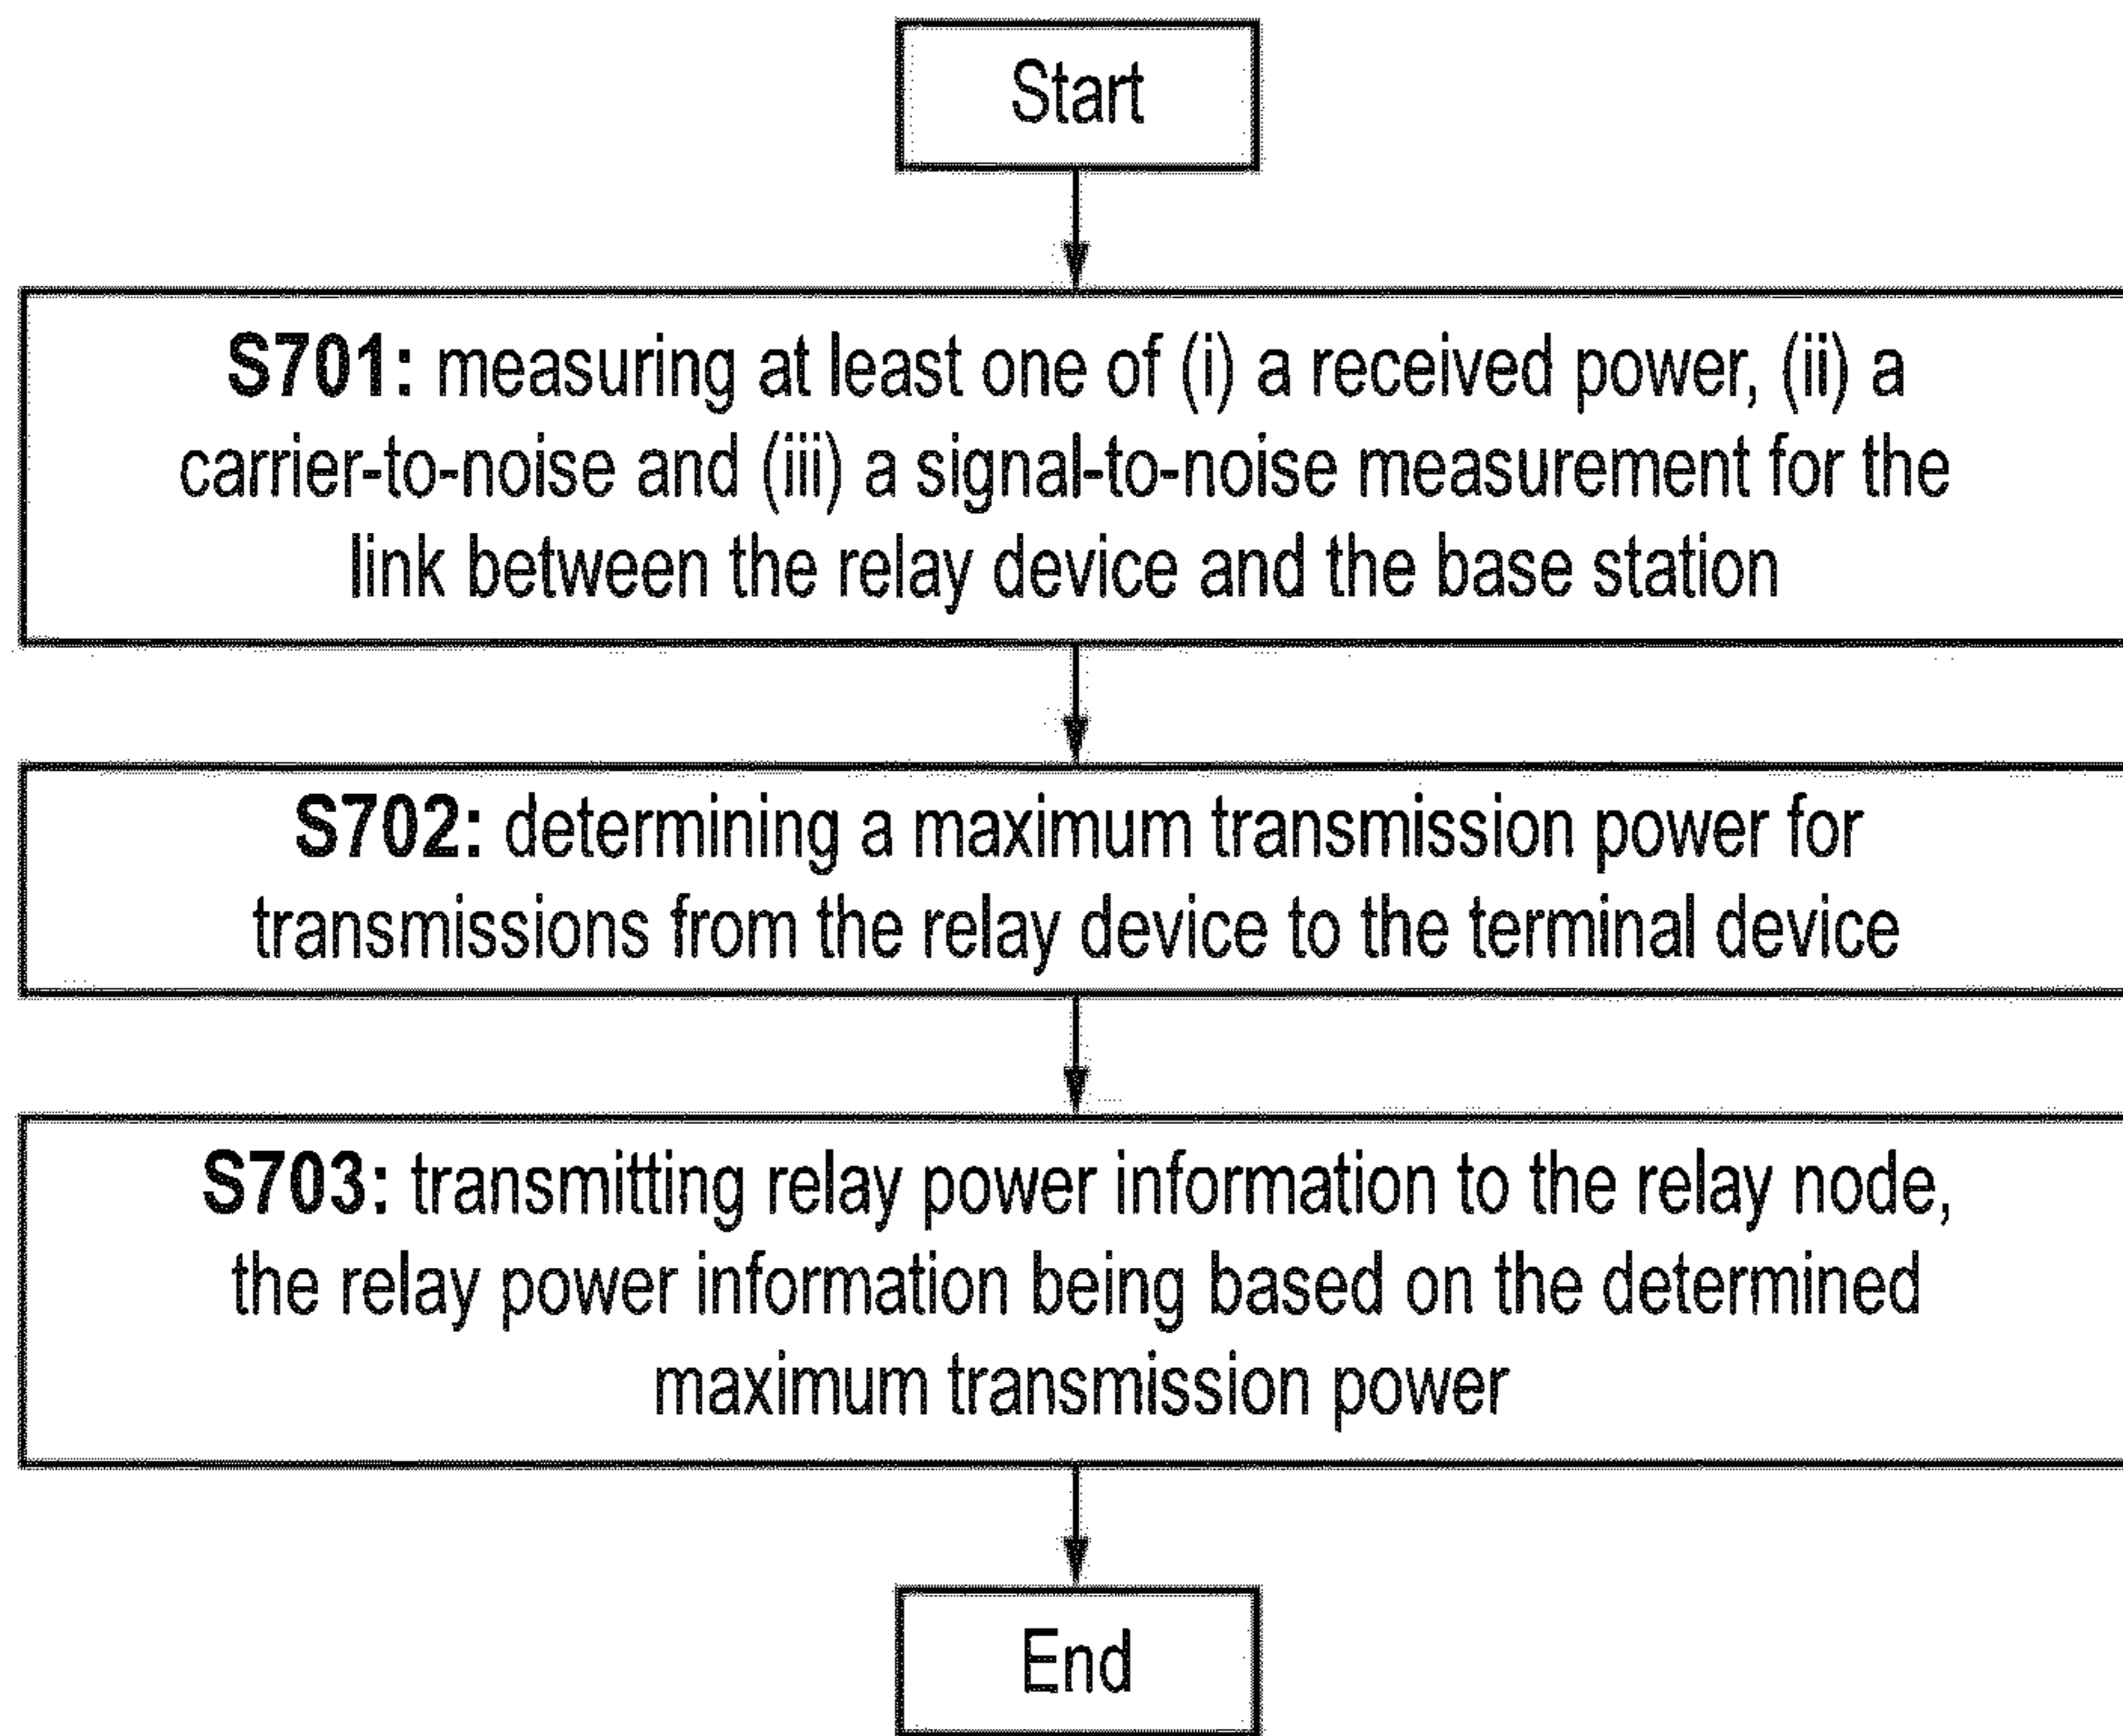 Start
S701: measuring at least one of (i) a received power, (ii) a
carrier-to-noise and (iii) a signal-to-noise measurement for the
link between the relay device and the base station
S702: determining a maximum transmission power for
transmissions from the relay device to the terminal device
S703: transmitting relay power information to the relay node,
the relay power information being based on the determined
maximum transmission power
End